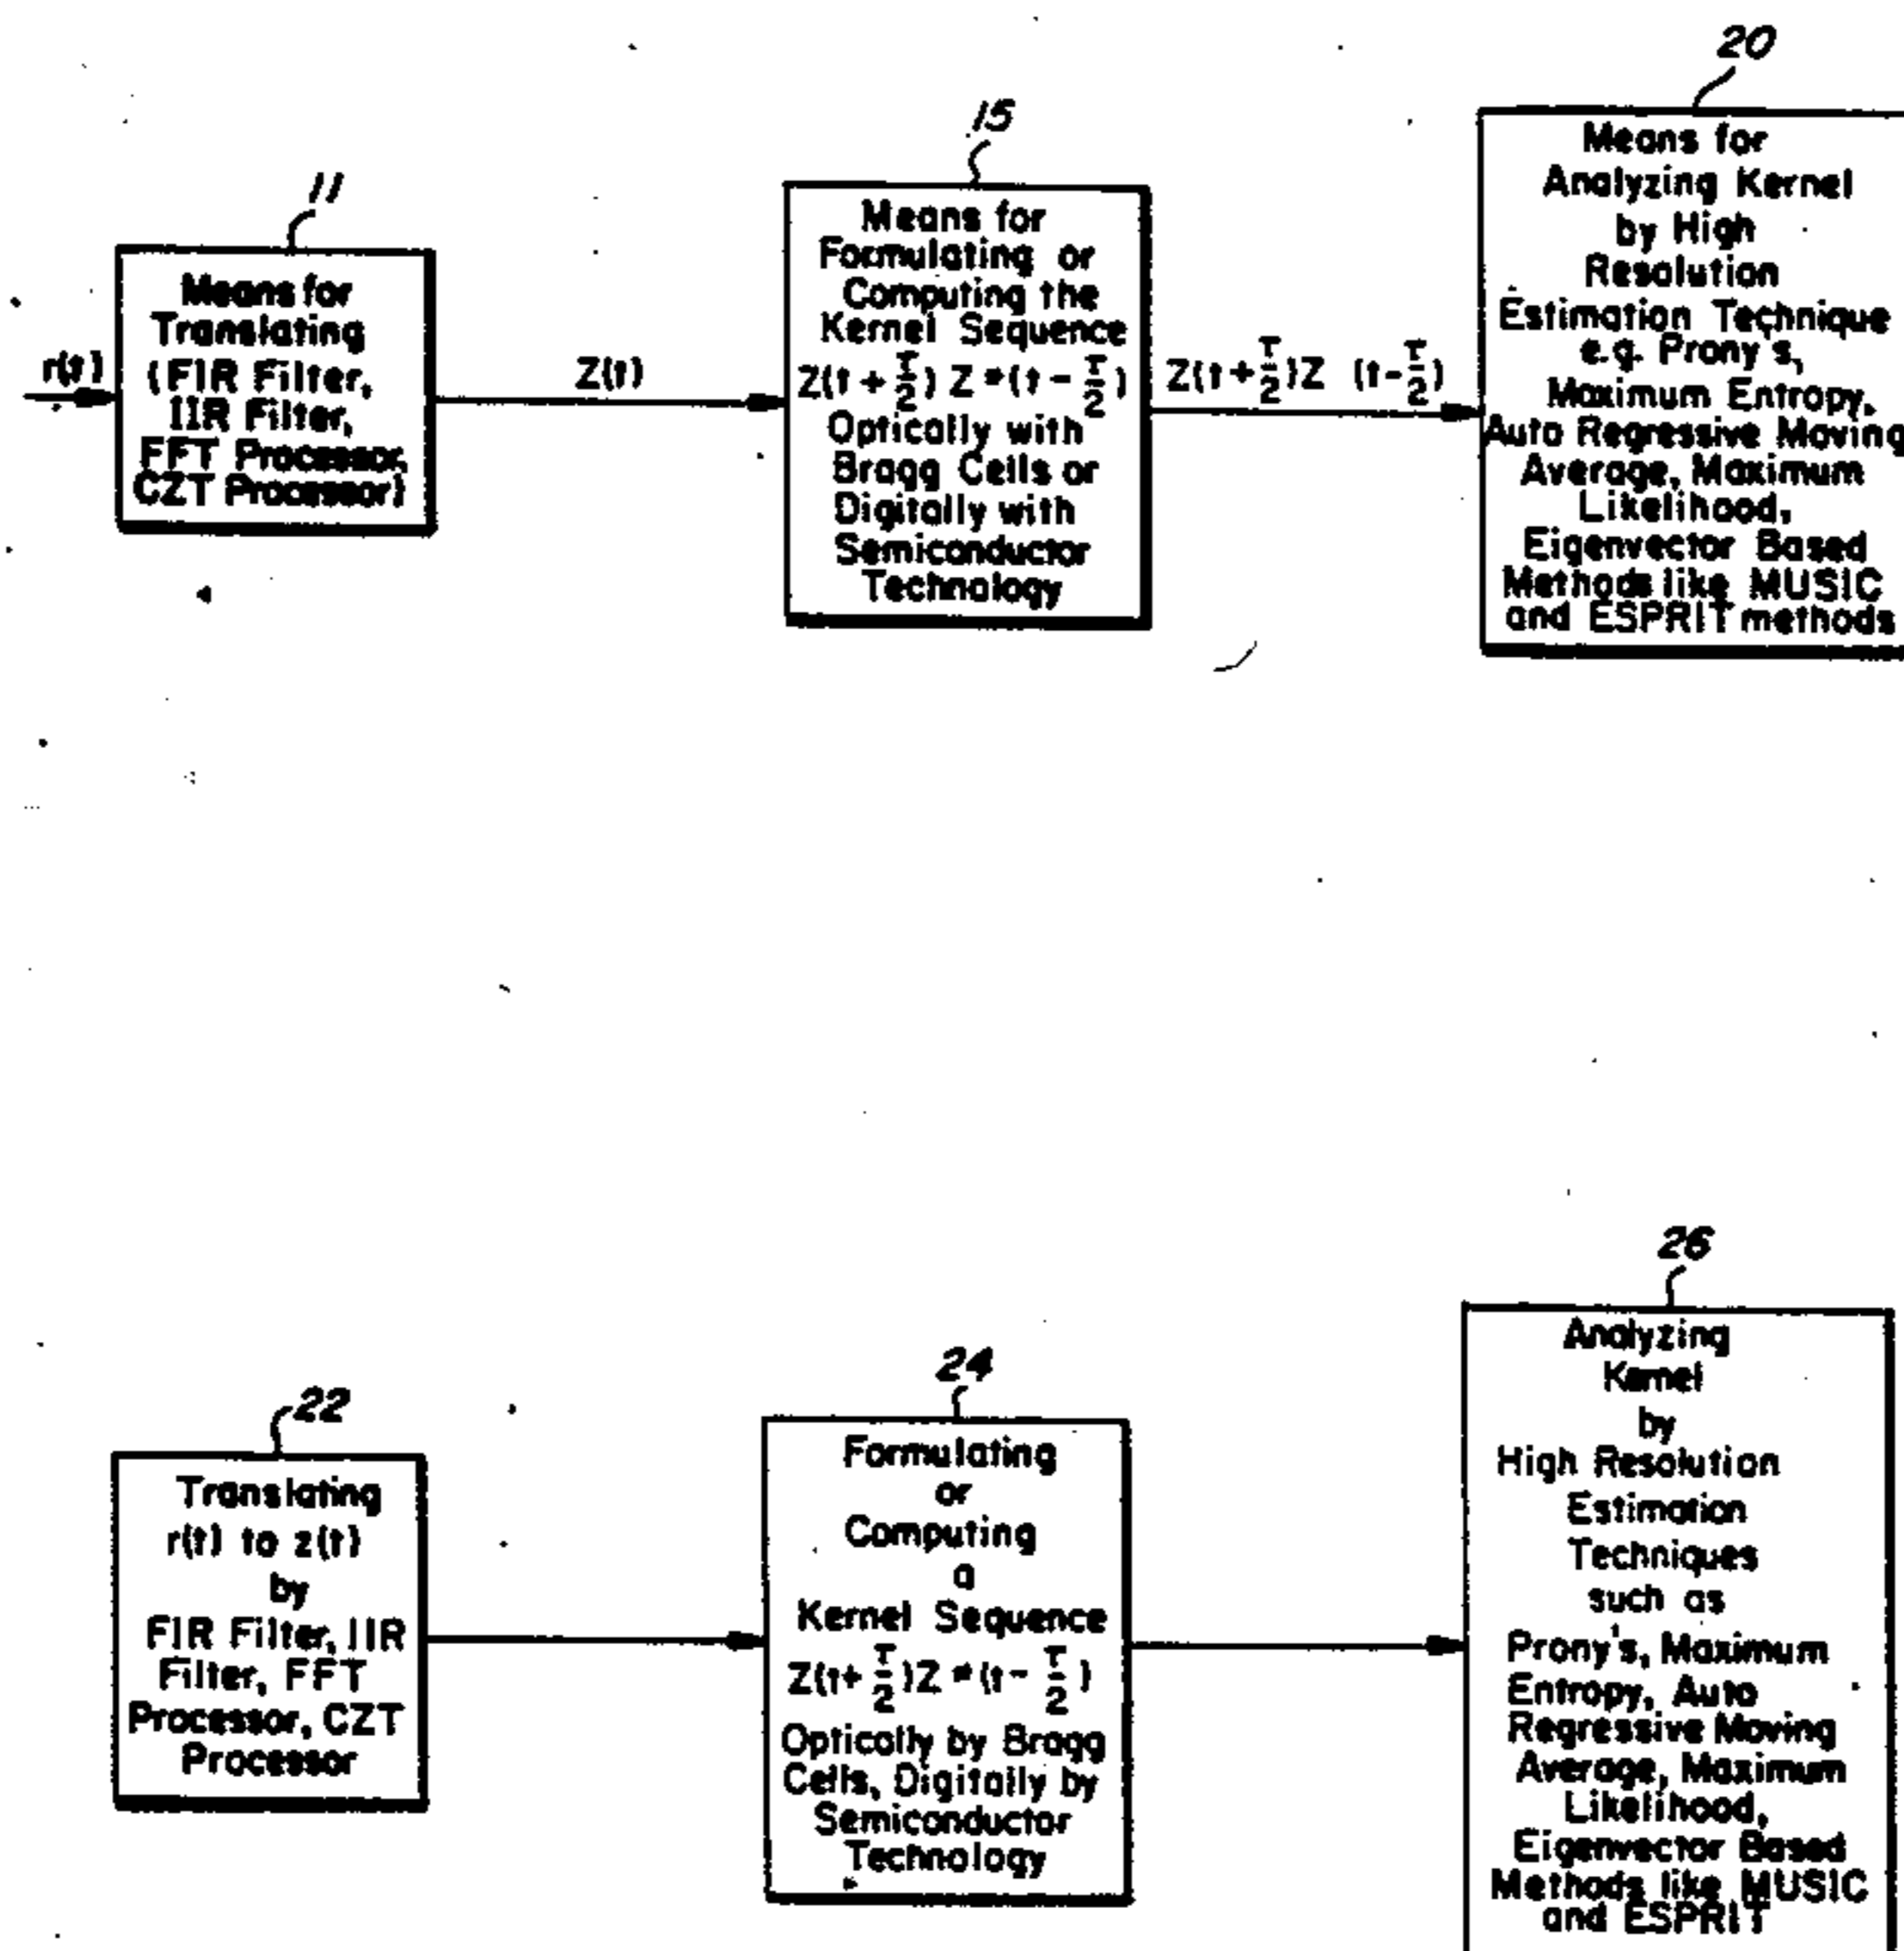 11
r(t)
Means for
Translating
(FIR Filter,
IIR Filter,
FFT Processor,
CZT Processor)
Z(t)
15
Means for
Formulating or
Computing the
Kernel Sequence
Z(t + τ/2) Z*(t - τ/2)
Optically with
Bragg Cells or
Digitally with
Semiconductor
Technology
Z(t+τ/2)Z (t-τ/2)
20
Means for
Analyzing Kernel
by High
Resolution
Estimation Technique
e.g. Prony's,
Maximum Entropy,
Auto Regressive Moving
Average, Maximum
Likelihood,
Eigenvector Based
Methods like MUSIC
and ESPRIT methods
22
Translating
r(t) to z(t)
by
FIR Filter, IIR
Filter, FFT
Processor, CZT
Processor
24
Formulating
or
Computing
a
Kernel Sequence
Z(t+τ/2)Z*(t-τ/2)
Optically by Bragg
Cells, Digitally by
Semiconductor
Technology
26
Analyzing
Kernel
by
High Resolution
Estimation
Techniques
such as
Prony's, Maximum
Entropy, Auto
Regressive Moving
Average, Maximum
Likelihood,
Eigenvector Based
Methods like MUSIC
and ESPRIT